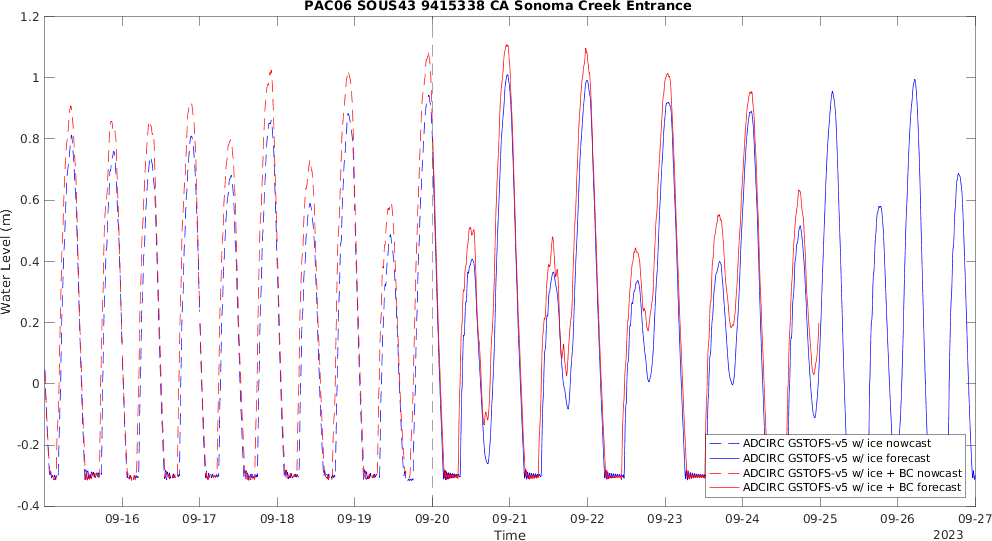 PAC06 SOUS43 9415338 CA Sonoma Creek Entrance
1.2
1
0.8
0.6
0.4
0.2
0
-0.2
-0.4
Water Level (m)
09-16 09-17 09-18 09-19 09-20 09-21 09-22 09-23 09-24 09-25 09-26 09-27
Time
2023
ADCIRC GSTOFS-v5 w/ ice nowcast
ADCIRC GSTOFS-v5 w/ ice forecast
ADCIRC GSTOFS-v5 w/ ice + BC nowcast
ADCIRC GSTOFS-v5 w/ ice + BC forecast